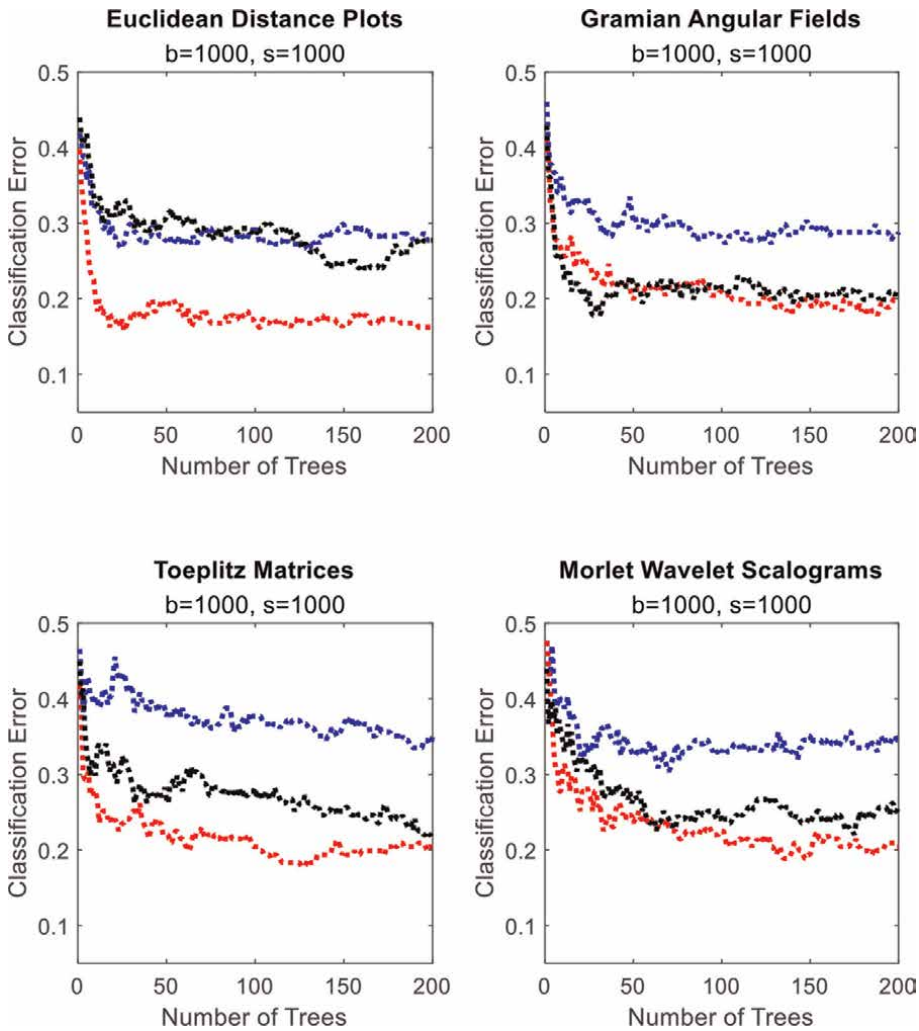 Euclidean Distance Plots
b=1000, s=1000
0.5
0.4
0.3
0.2
0.1
Classification Error
0 50 100 150 200
Number of Trees
Gramian Angular Fields
b=1000, s=1000
0.5
0.4
0.3
0.2
0.1
Classification Error
0 50 100 150 200
Number of Trees
Toeplitz Matrices
b=1000, s=1000
0.5
0.4
0.3
0.2
0.1
Classification Error
0 50 100 150 200
Number of Trees
Morlet Wavelet Scalograms
b=1000, s=1000
0.5
0.4
0.3
0.2
0.1
Classification Error
0 50 100 150 200
Number of Trees